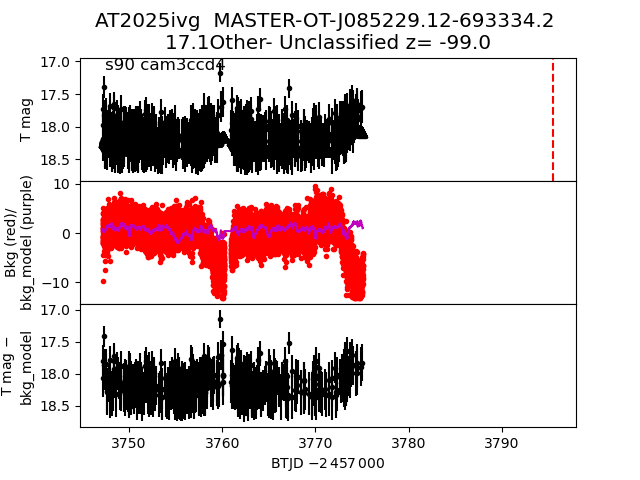 AT2025ivg  MASTER-OT-J085229.12-693334.2
17.1Other- Unclassified z= -99.0
s90 cam3ccd4
17.0
17.5
18.0
18.5
T mag
10
0
−10
Bkg (red)/
bkg_model (purple)
17.0
17.5
18.0
18.5
T mag −
bkg_model
3750
3760
3770
3780
3790
BTJD −2 457 000